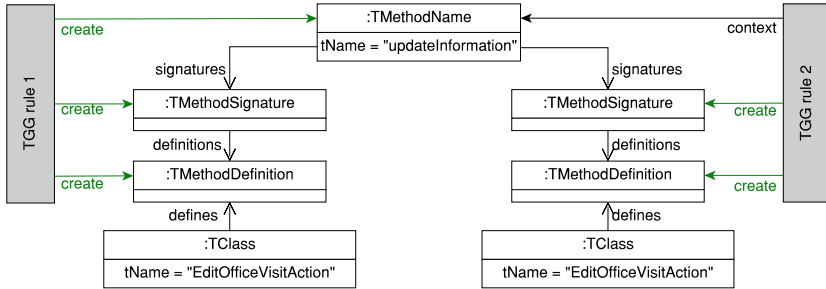 :TMethodName
create
context
tName = "updateInformation"
signatures
signatures
TGG rule 1
TGG rule 2
:TMethodSignature
:TMethodSignature
create
create
definitions
definitions
:TMethodDefinition
:TMethodDefinition
create
create
defines
defines
:TClass
:TClass
tName = "EditOfficeVisitAction"
tName = "EditOfficeVisitAction"